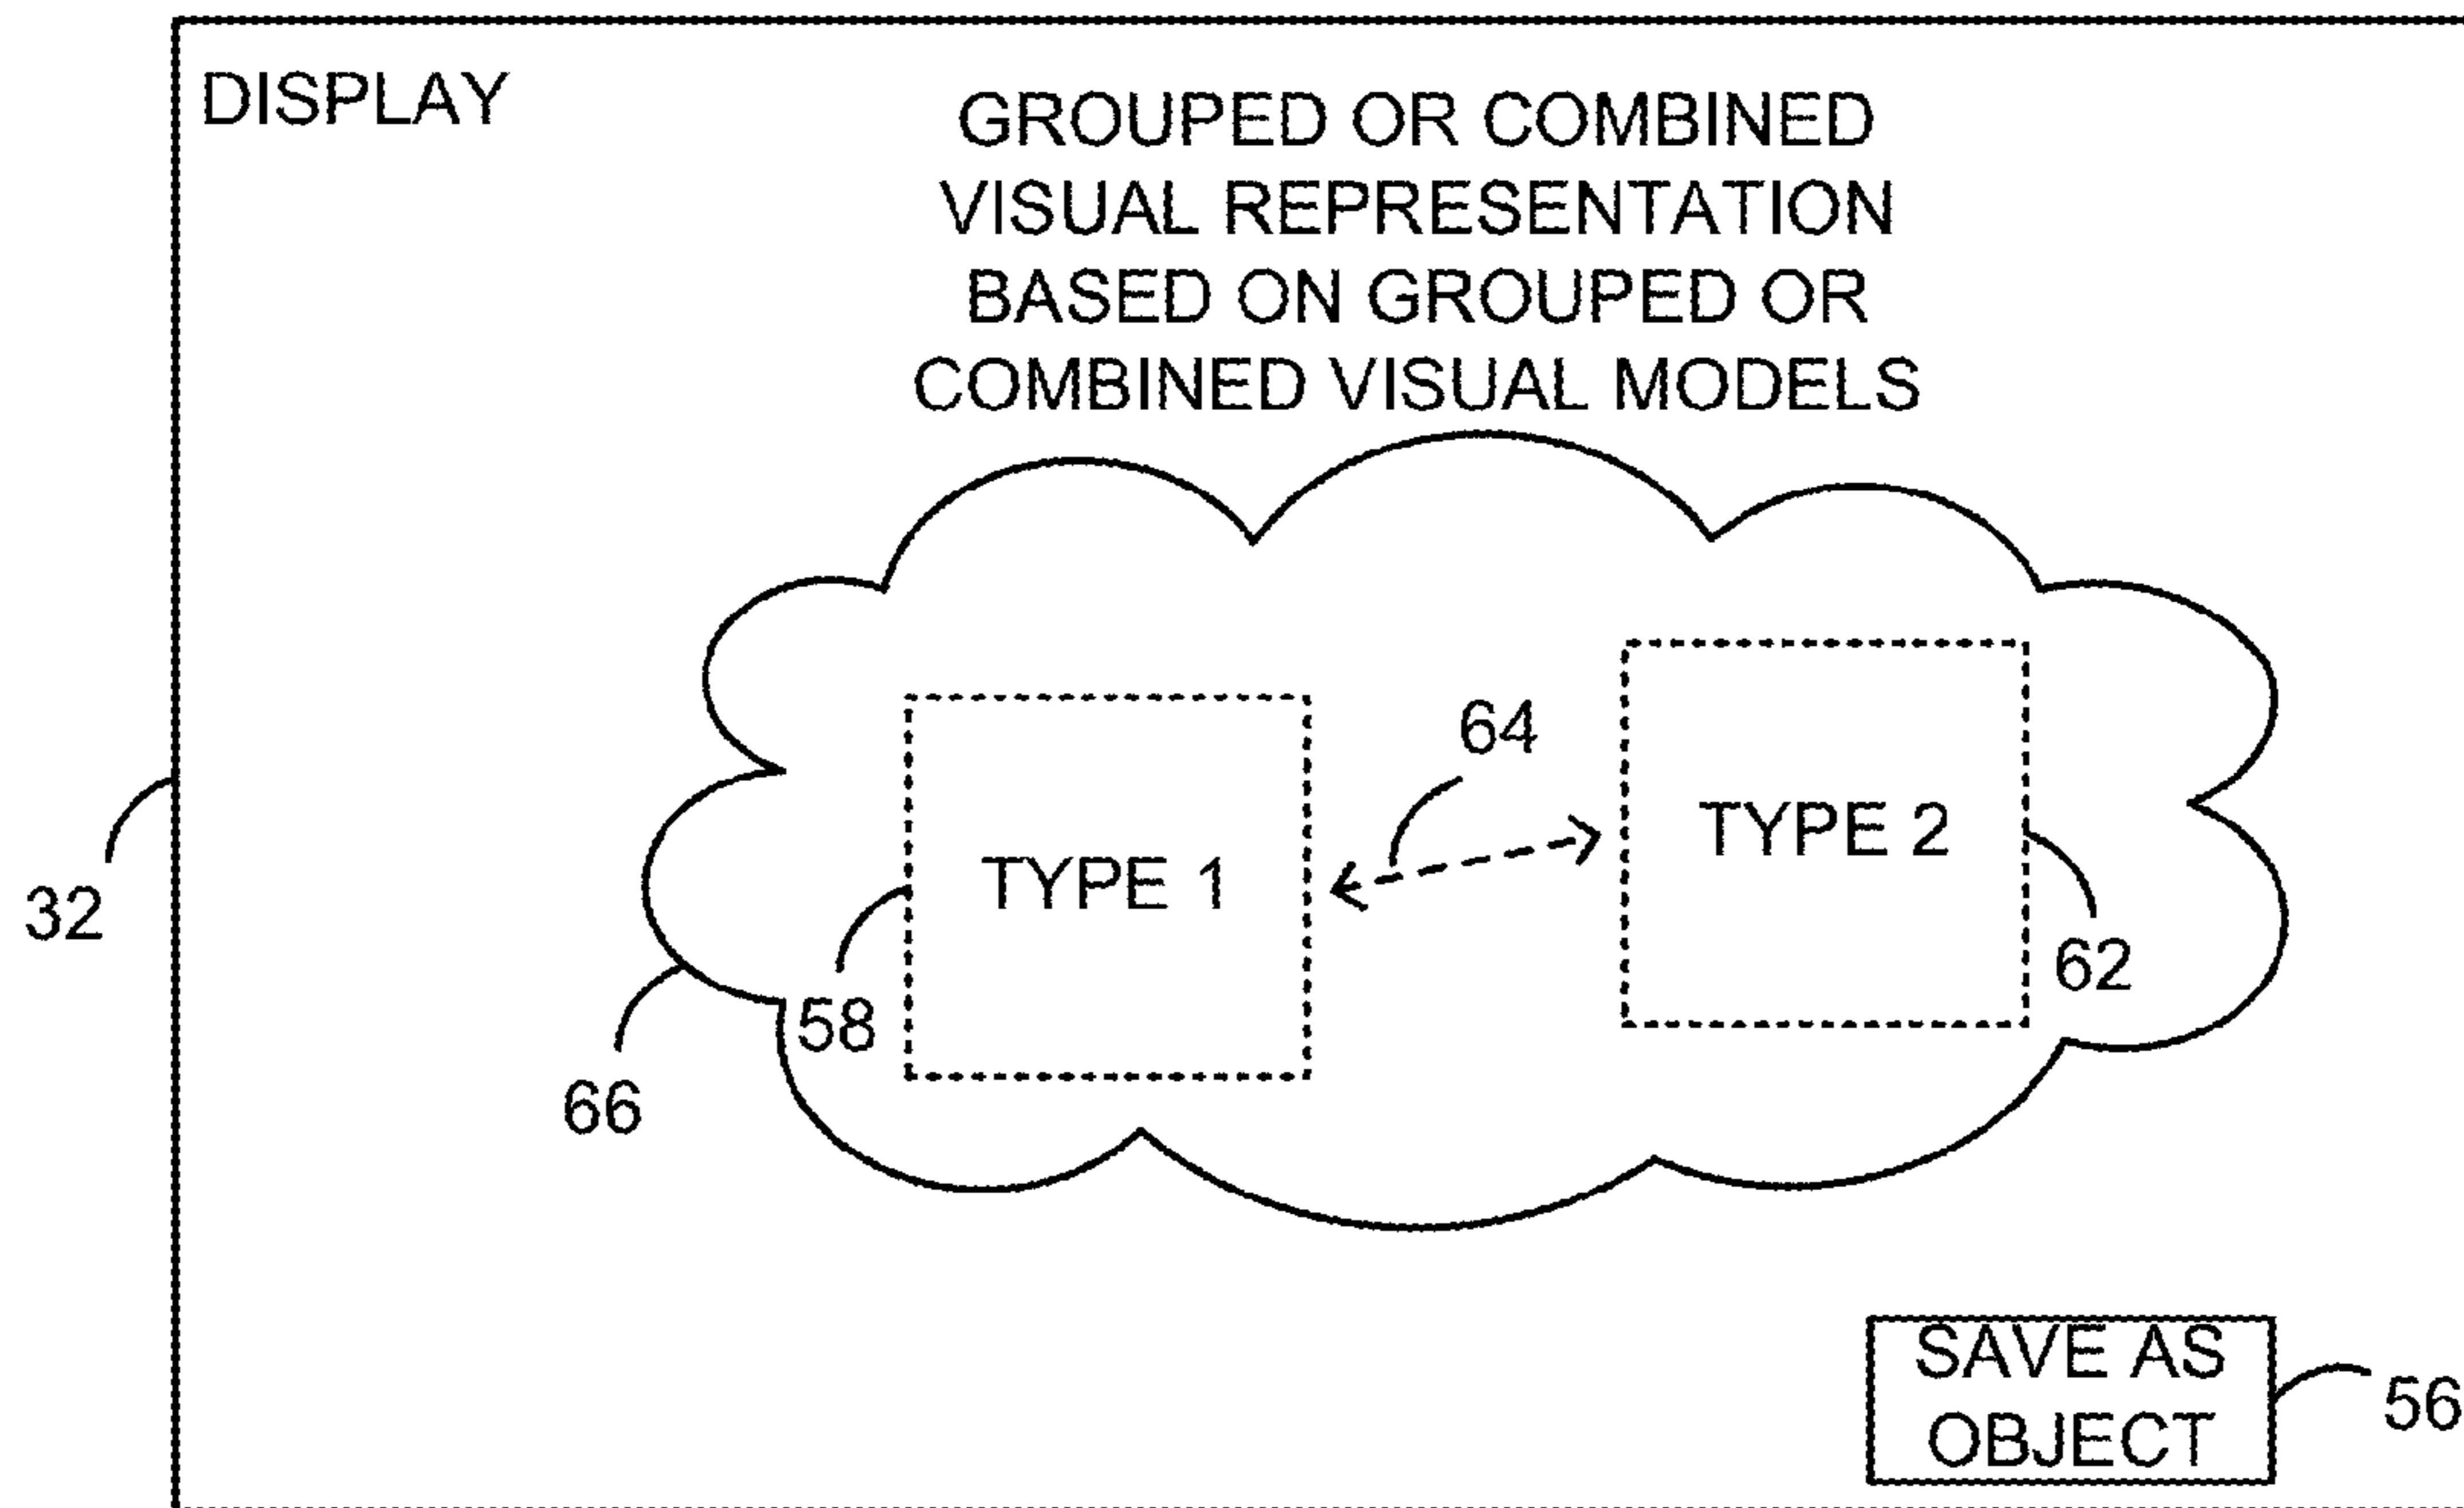 DISPLAY
GROUPED OR COMBINED
VISUAL REPRESENTATION
BASED ON GROUPED OR
COMBINED VISUAL MODELS
64
TYPE 2
TYPE 1
32
62
58
66
SAVE AS
OBJECT
56